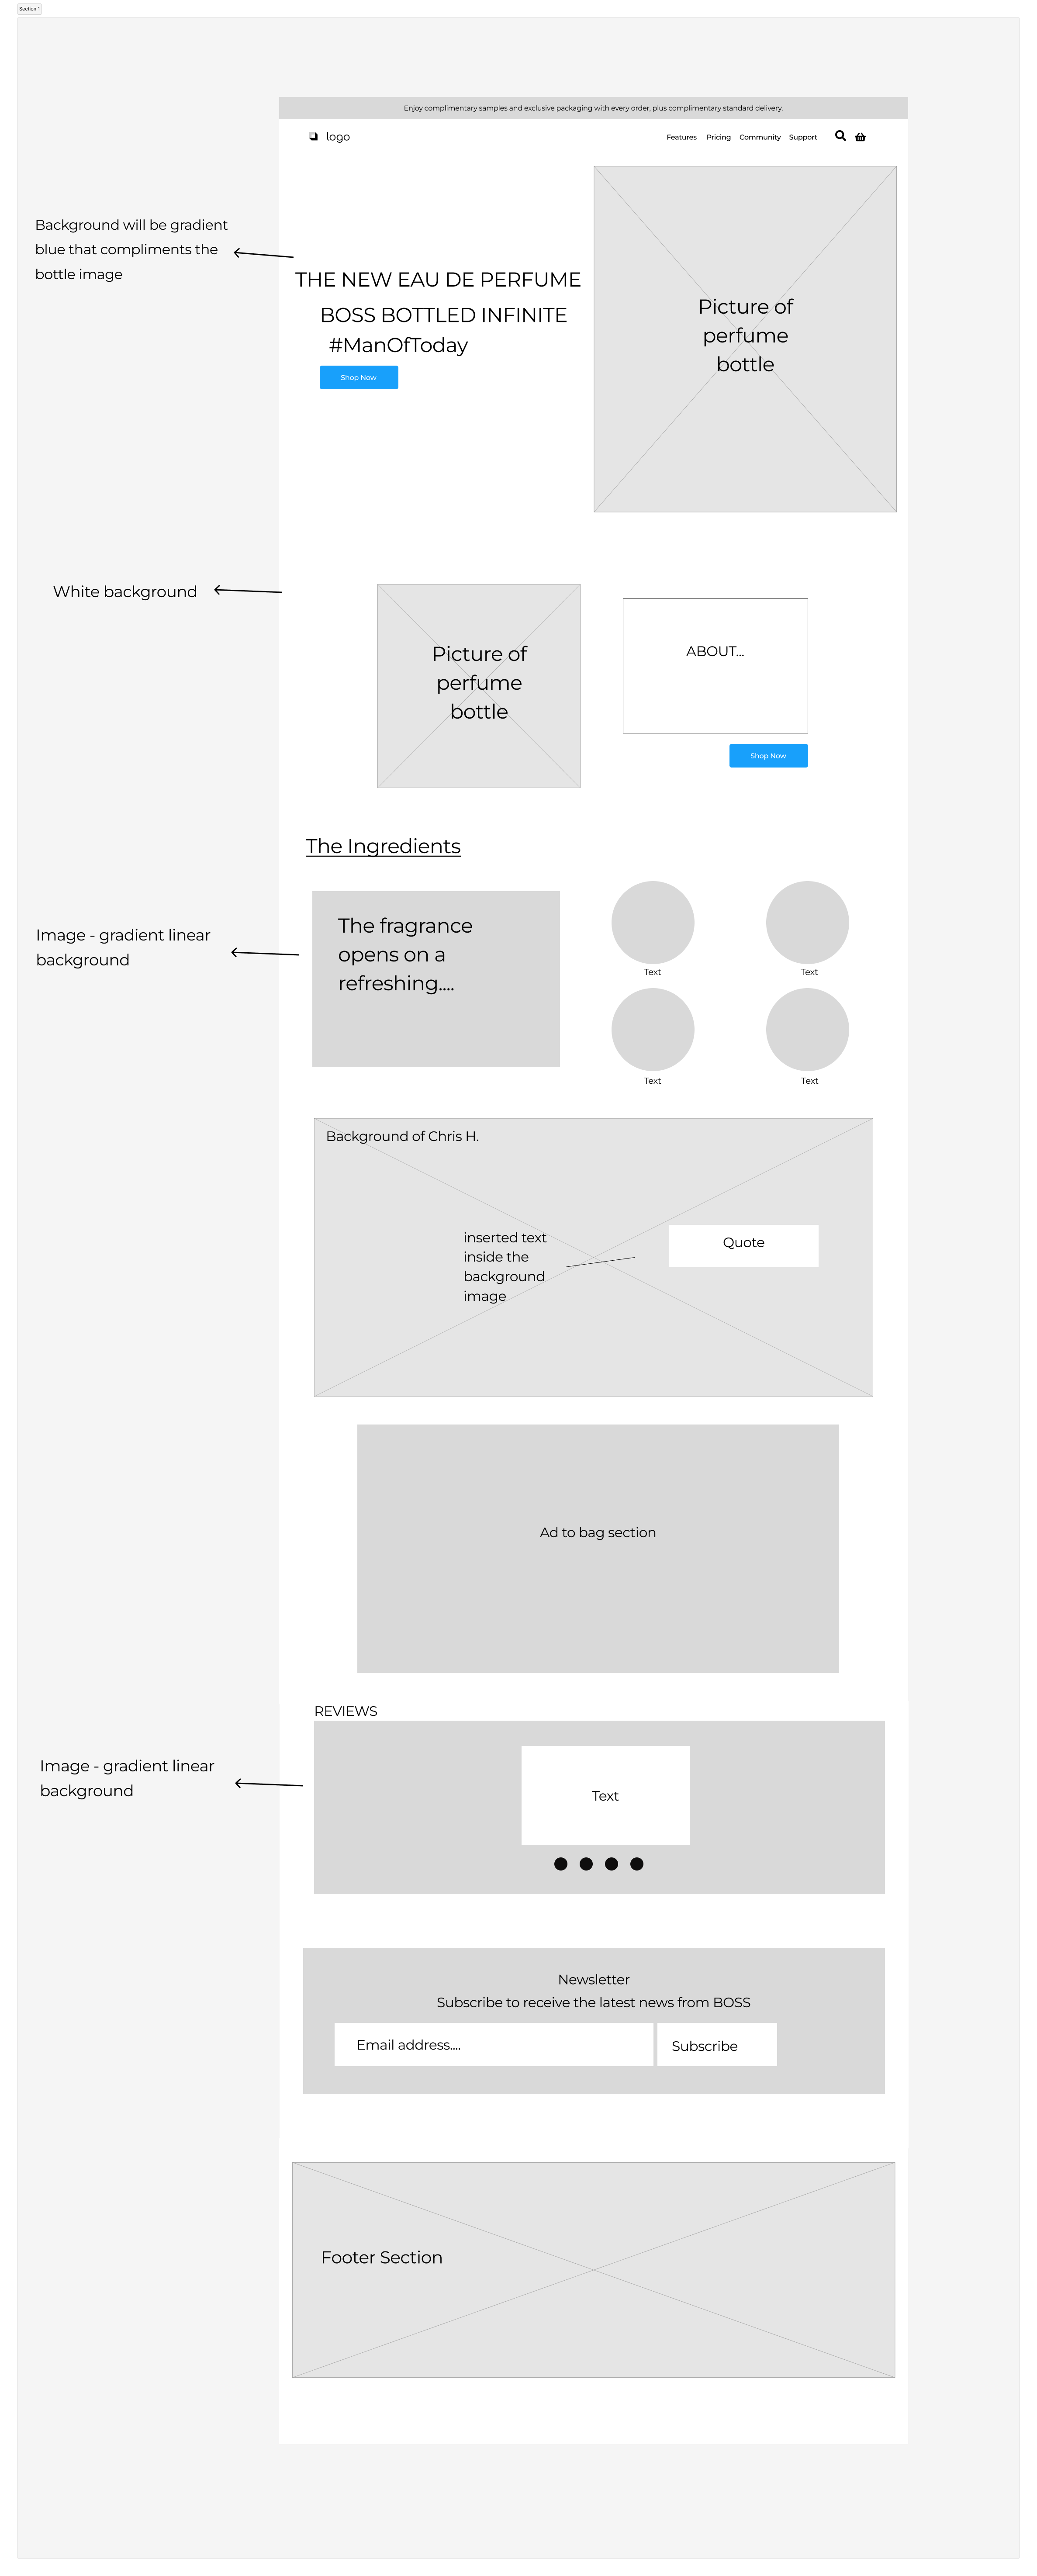 Section 1
Enjoy complimentary samples and exclusive packaging with every order, plus complimentary standard delivery.
logo
Features Pricing Community Support
Background will be gradient
blue that compliments the
bottle image
THE NEW EAU DE PERFUME
BOSS BOTTLED INFINITE
#ManOfToday
Shop Now
Picture of
perfume
bottle
White background
Picture of
perfume
bottle
ABOUT...
Shop Now
The Ingredients
Image - gradient linear
background
The fragrance
opens on a
refreshing....
Text
Text
Text
Text
Background of Chris H.
inserted text
inside the
background
image
Quote
Ad to bag section
REVIEWS
Image - gradient linear
background
Text
Newsletter
Subscribe to receive the latest news from BOSS
Email address....
Subscribe
Footer Section